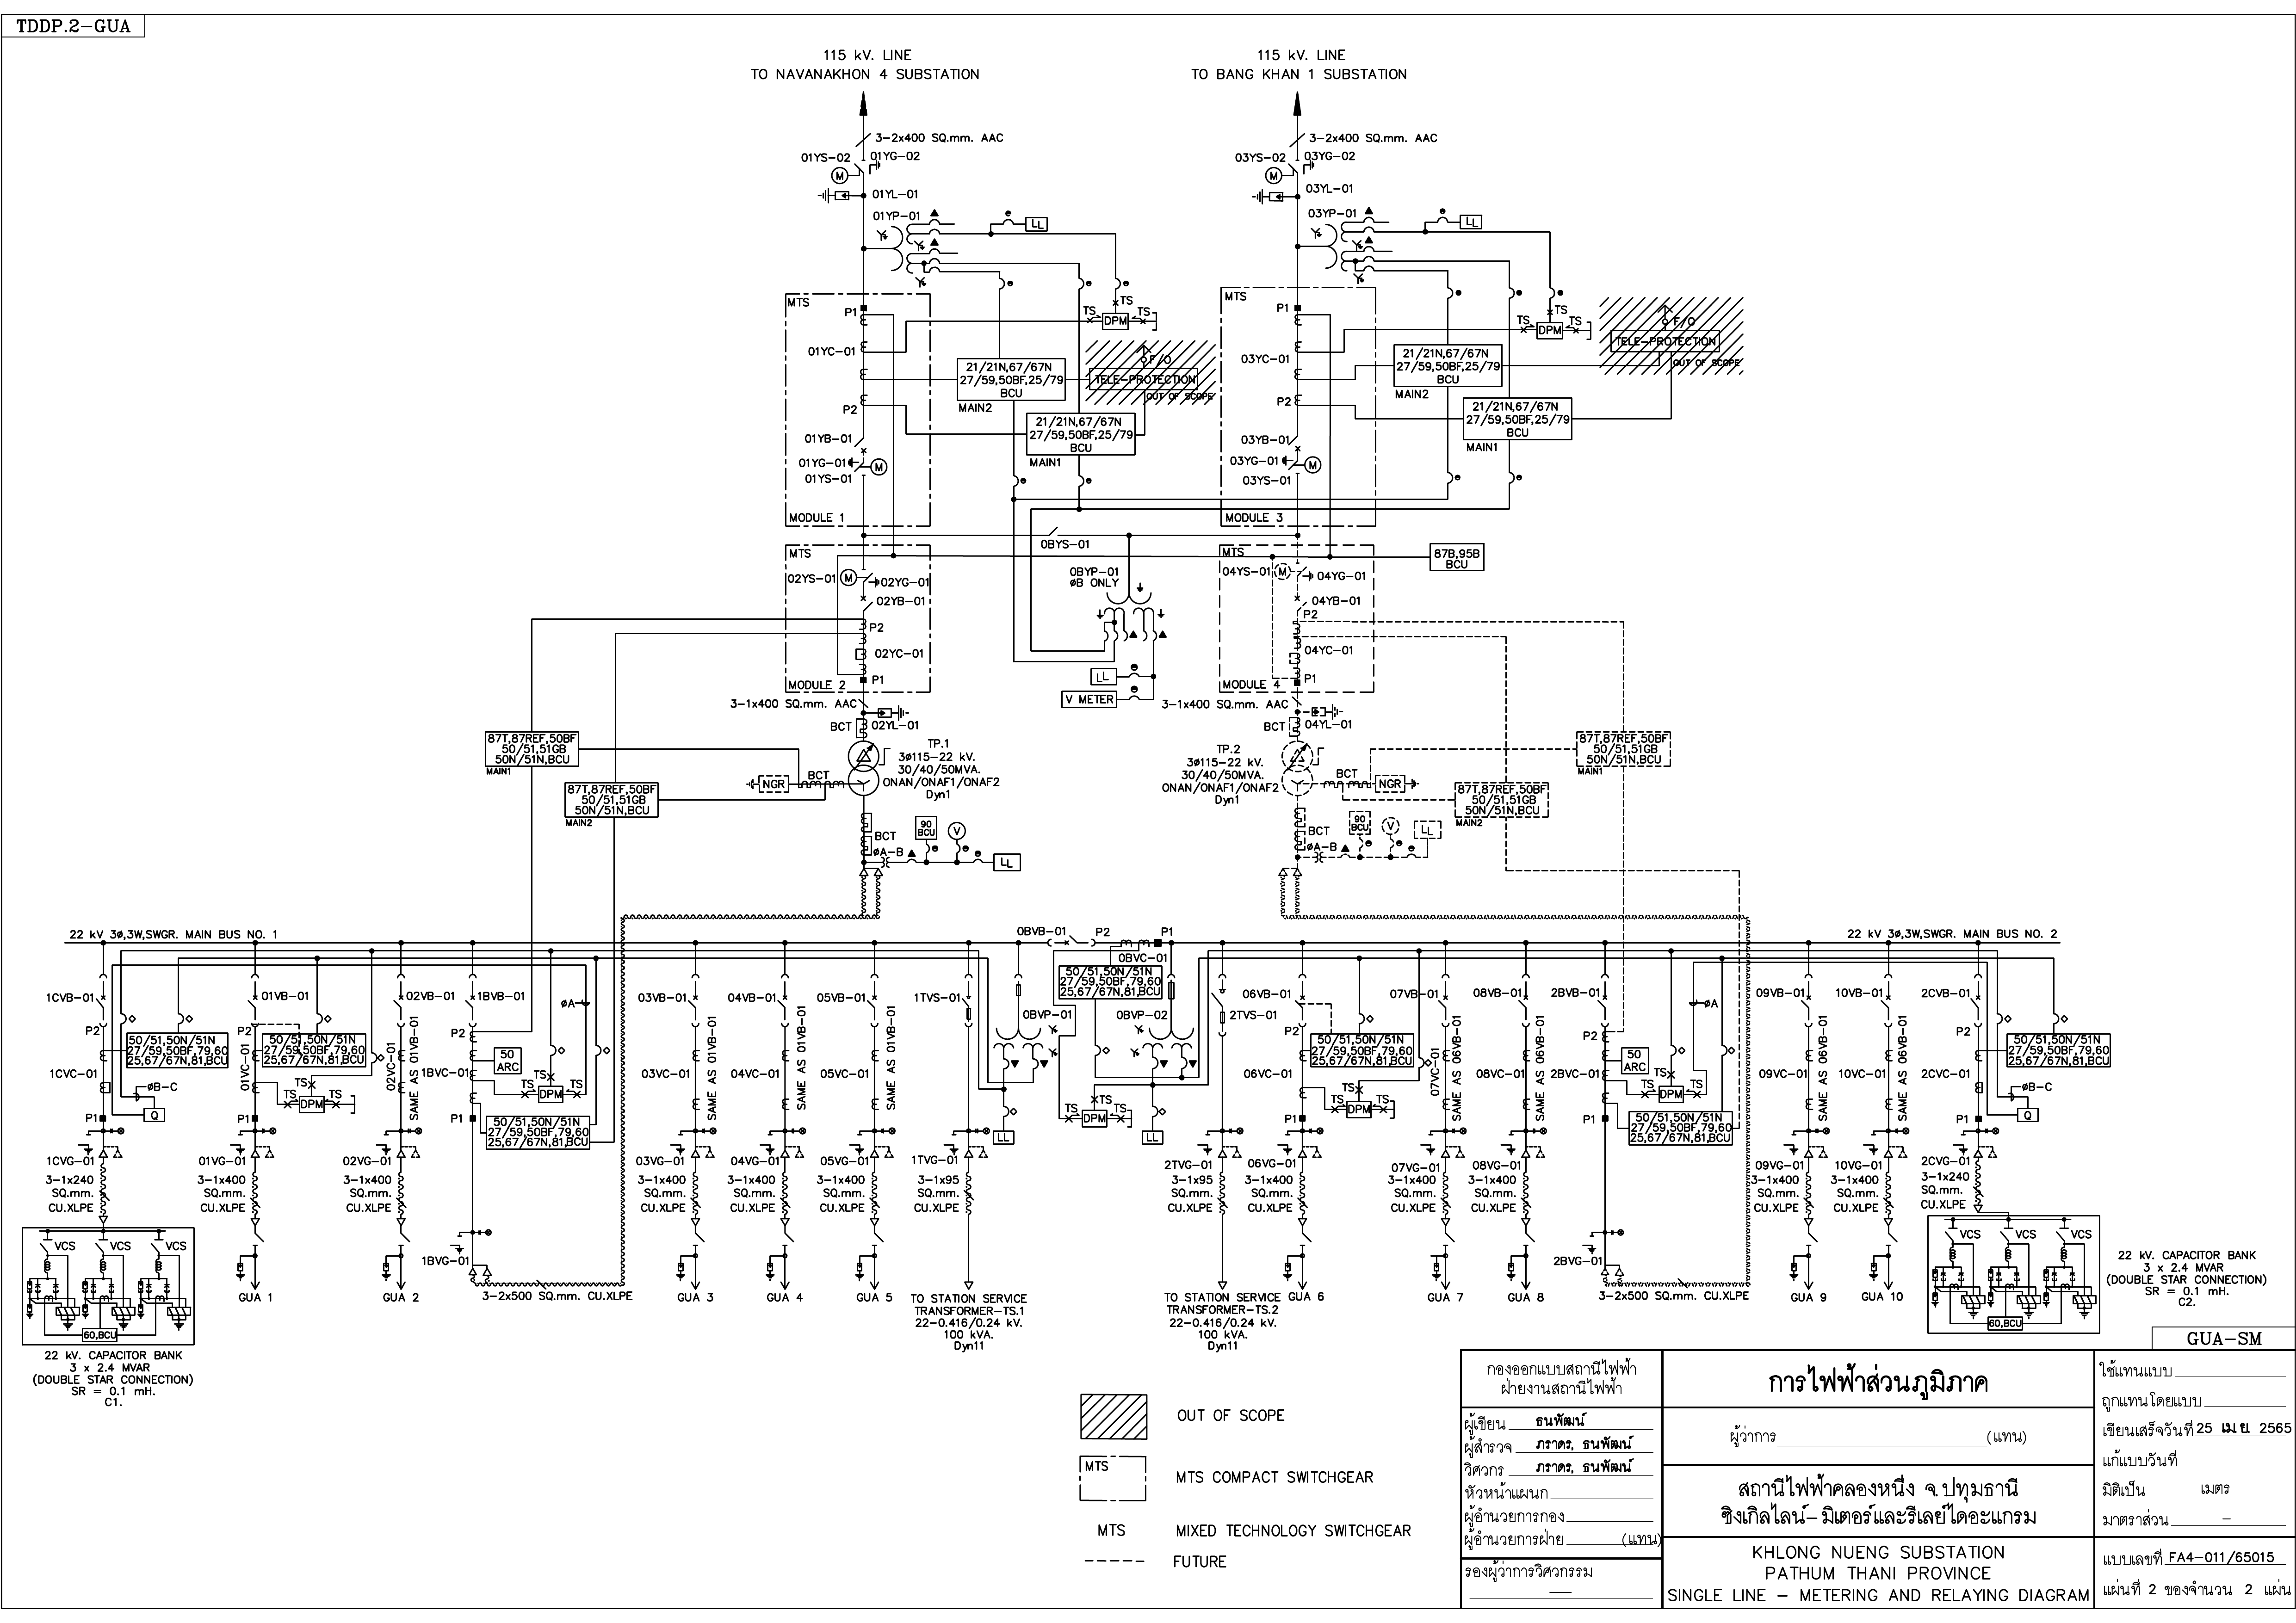 TDDP.2-GUA
115 kV. LINE
TO NAVANAKHON 4 SUBSTATION
3-2x400 SQ.mm. AAC
01YS-02
01YG-02
M
01YL-01
01YP-01
LL
MTS
P1
TS
TS
DPM
TS
01YC-01
F/O
TELE-PROTECTION
OUT OF SCOPE
21/21N,67/67N
27/59,50BF,25/79
BCU
MAIN2
P2
21/21N,67/67N
27/59,50BF,25/79
BCU
MAIN1
01YB-01
01YG-01
M
01YS-01
MODULE 1
115 kV. LINE
TO BANG KHAN 1 SUBSTATION
3-2x400 SQ.mm. AAC
03YS-02
03YG-02
M
03YL-01
03YP-01
LL
MTS
P1
TS
TS
DPM
TS
03YC-01
F/O
TELE-PROTECTION
OUT OF SCOPE
21/21N,67/67N
27/59,50BF,25/79
BCU
MAIN2
P2
21/21N,67/67N
27/59,50BF,25/79
BCU
MAIN1
03YB-01
03YG-01
M
03YS-01
MODULE 3
0BYS-01
87B,95B
BCU
MTS
02YS-01
M
02YG-01
02YB-01
P2
02YC-01
P1
MODULE 2
0BYP-01
øB ONLY
LL
V METER
MTS
04YS-01
M
04YG-01
04YB-01
P2
04YC-01
P1
MODULE 4
3-1x400 SQ.mm. AAC
BCT
02YL-01
87T,87REF,50BF
50/51,51GB
50N/51N,BCU
MAIN1
87T,87REF,50BF
50/51,51GB
50N/51N,BCU
MAIN2
TP.1
3ø115-22 kV.
30/40/50MVA.
ONAN/ONAF1/ONAF2
Dyn1
NGR
BCT
BCT
øA-B
90
BCU
V
LL
3-1x400 SQ.mm. AAC
BCT
04YL-01
TP.2
3ø115-22 kV.
30/40/50MVA.
ONAN/ONAF1/ONAF2
Dyn1
BCT
NGR
87T,87REF,50BF
50/51,51GB
50N/51N,BCU
MAIN1
87T,87REF,50BF
50/51,51GB
50N/51N,BCU
MAIN2
BCT
øA-B
90
BCU
V
LL
22 kV 3ø,3W,SWGR. MAIN BUS NO. 1
0BVB-01
P2
P1
0BVC-01
22 kV 3ø,3W,SWGR. MAIN BUS NO. 2
1CVB-01
P2
50/51,50N/51N
27/59,50BF,79,60
25,67/67N,81,BCU
1CVC-01
øB-C
Q
P1
1CVG-01
3-1x240
SQ.mm.
CU.XLPE
VCS
VCS
VCS
60,BCU
22 kV. CAPACITOR BANK
3 x 2.4 MVAR
(DOUBLE STAR CONNECTION)
SR = 0.1 mH.
C1.
01VB-01
P2
50/51,50N/51N
27/59,50BF,79,60
25,67/67N,81,BCU
01VC-01
TS
TS
DPM
TS
P1
01VG-01
3-1x400
SQ.mm.
CU.XLPE
GUA 1
02VB-01
02VC-01
SAME AS 01VB-01
02VG-01
3-1x400
SQ.mm.
CU.XLPE
GUA 2
1BVB-01
øA
P2
50
ARC
1BVC-01
TS
TS
DPM
TS
P1
50/51,50N/51N
27/59,50BF,79,60
25,67/67N,81,BCU
1BVG-01
3-2x500 SQ.mm. CU.XLPE
03VB-01
03VC-01
SAME AS 01VB-01
03VG-01
3-1x400
SQ.mm.
CU.XLPE
GUA 3
04VB-01
04VC-01
SAME AS 01VB-01
04VG-01
3-1x400
SQ.mm.
CU.XLPE
GUA 4
05VB-01
05VC-01
05VG-01
3-1x400
SQ.mm.
CU.XLPE
GUA 5
1TVS-01
1TVG-01
3-1x95
SQ.mm.
CU.XLPE
TO STATION SERVICE
TRANSFORMER-TS.1
22-0.416/0.24 kV.
100 kVA.
Dyn11
0BVP-01
LL
50/51,50N/51N
27/59,50BF,79,60
25,67/67N,81,BCU
TS
TS
DPM
0BVP-02
LL
2TVS-01
2TVG-01
3-1x95
SQ.mm.
CU.XLPE
TO STATION SERVICE
TRANSFORMER-TS.2
22-0.416/0.24 kV.
100 kVA.
Dyn11
06VB-01
P2
50/51,50N/51N
27/59,50BF,79,60
25,67/67N,81,BCU
06VC-01
TS
TS
DPM
TS
P1
06VG-01
3-1x400
SQ.mm.
CU.XLPE
GUA 6
07VB-01
07VC-01
SAME AS 06VB-01
07VG-01
3-1x400
SQ.mm.
CU.XLPE
GUA 7
08VB-01
08VC-01
SAME AS 06VB-01
08VG-01
3-1x400
SQ.mm.
CU.XLPE
GUA 8
2BVB-01
øA
P2
50
ARC
2BVC-01
TS
TS
DPM
TS
P1
50/51,50N/51N
27/59,50BF,79,60
25,67/67N,81,BCU
2BVG-01
3-2x500 SQ.mm. CU.XLPE
09VB-01
09VC-01
SAME AS 06VB-01
09VG-01
3-1x400
SQ.mm.
CU.XLPE
GUA 9
10VB-01
10VC-01
SAME AS 06VB-01
10VG-01
3-1x400
SQ.mm.
CU.XLPE
GUA 10
2CVB-01
P2
50/51,50N/51N
27/59,50BF,79,60
25,67/67N,81,BCU
2CVC-01
øB-C
Q
P1
2CVG-01
3-1x240
SQ.mm.
CU.XLPE
VCS
VCS
VCS
60,BCU
22 kV. CAPACITOR BANK
3 x 2.4 MVAR
(DOUBLE STAR CONNECTION)
SR = 0.1 mH.
C2.
OUT OF SCOPE
MTS
MTS COMPACT SWITCHGEAR
MTS
MIXED TECHNOLOGY SWITCHGEAR
FUTURE
GUA-SM
กองออกแบบสถานีไฟฟ้า
ฝ่ายงานสถานีไฟฟ้า
ผู้เขียน ธนพัฒน์
ผู้สำรวจ ภราดร, ธนพัฒน์
วิศวกร ภราดร, ธนพัฒน์
หัวหน้าแผนก
ผู้อำนวยการกอง
ผู้อำนวยการฝ่าย (แทน)
รองผู้ว่าการวิศวกรรม
การไฟฟ้าส่วนภูมิภาค
ผู้ว่าการ (แทน)
สถานีไฟฟ้าคลองหนึ่ง จ.ปทุมธานี
ซิงเกิลไลน์-มิเตอร์และรีเลย์ไดอะแกรม
KHLONG NUENG SUBSTATION
PATHUM THANI PROVINCE
SINGLE LINE - METERING AND RELAYING DIAGRAM
ใช้แทนแบบ
ถูกแทนโดยแบบ
เขียนเสร็จวันที่ 25 เม.ย. 2565
แก้แบบวันที่
มิติเป็น เมตร
มาตราส่วน -
แบบเลขที่ FA4-011/65015
แผ่นที่ 2 ของจำนวน 2 แผ่น